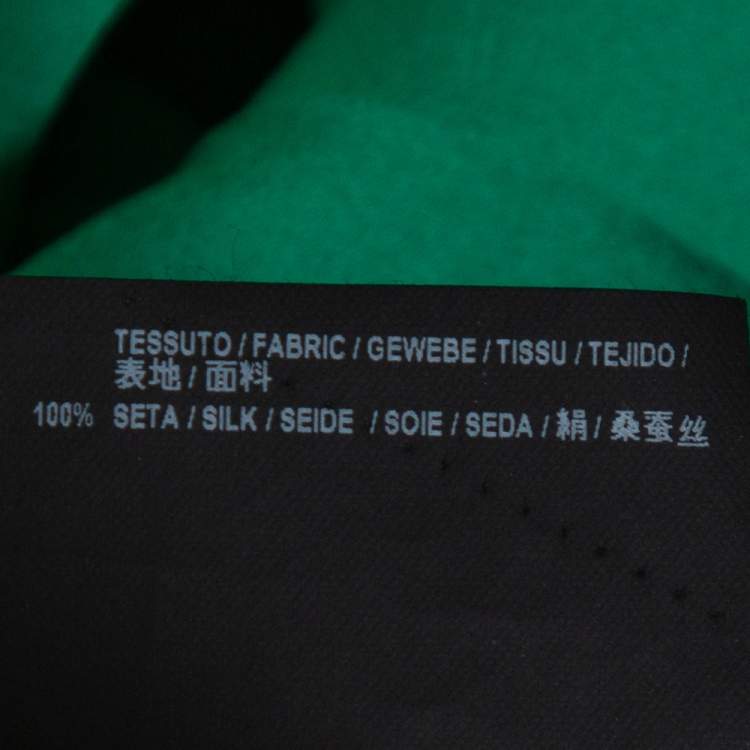 TESSUTO / FABRIC / GEWEBE / TISSU / TEJIDO /
表地 / 面料
100% SETA / SILK / SEIDE / SOIE / SEDA / 絹 / 桑蚕丝